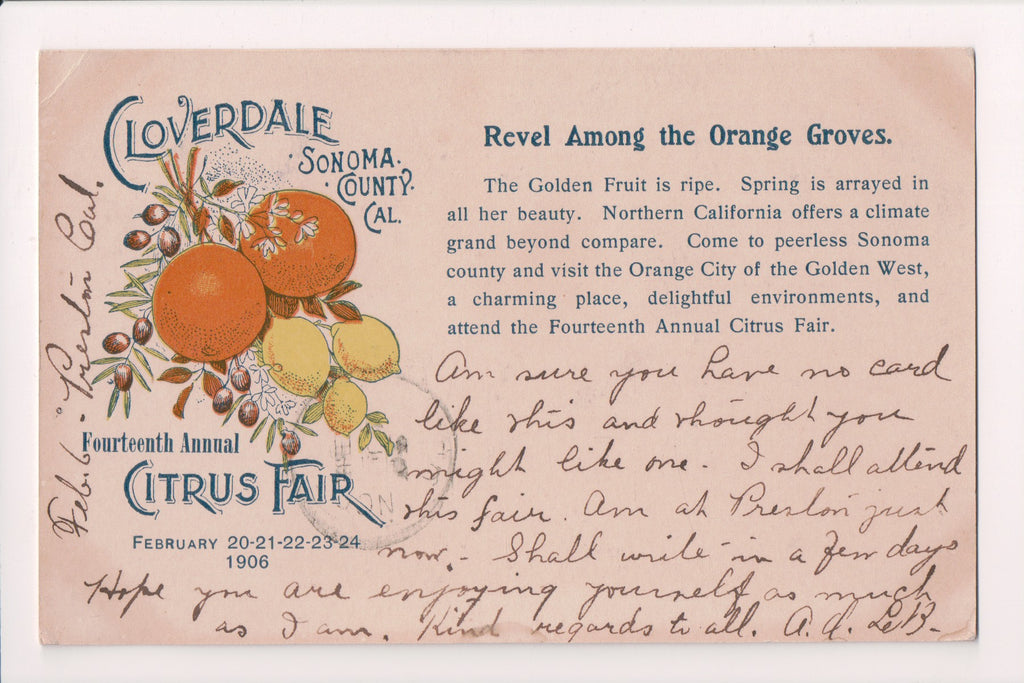 CLOVERDALE
SONOMA
COUNTY
CAL.
Revel Among the Orange Groves.
The Golden Fruit is ripe. Spring is arrayed in
all her beauty. Northern California offers a climate
grand beyond compare. Come to peerless Sonoma
county and visit the Orange City of the Golden West,
a charming place, delightful environments, and
attend the Fourteenth Annual Citrus Fair.
Fourteenth Annual
CITRUS FAIR
FEBRUARY 20-21-22-23-24
1906
Feb. 6 - Preston Cal.
Am sure you have no card
like this and thought you
might like one. I shall attend
this fair. Am at Preston just
now. - Shall write in a few days
Hope you are enjoying yourself as much
as I am. Kind regards to all. A. A. LeB-